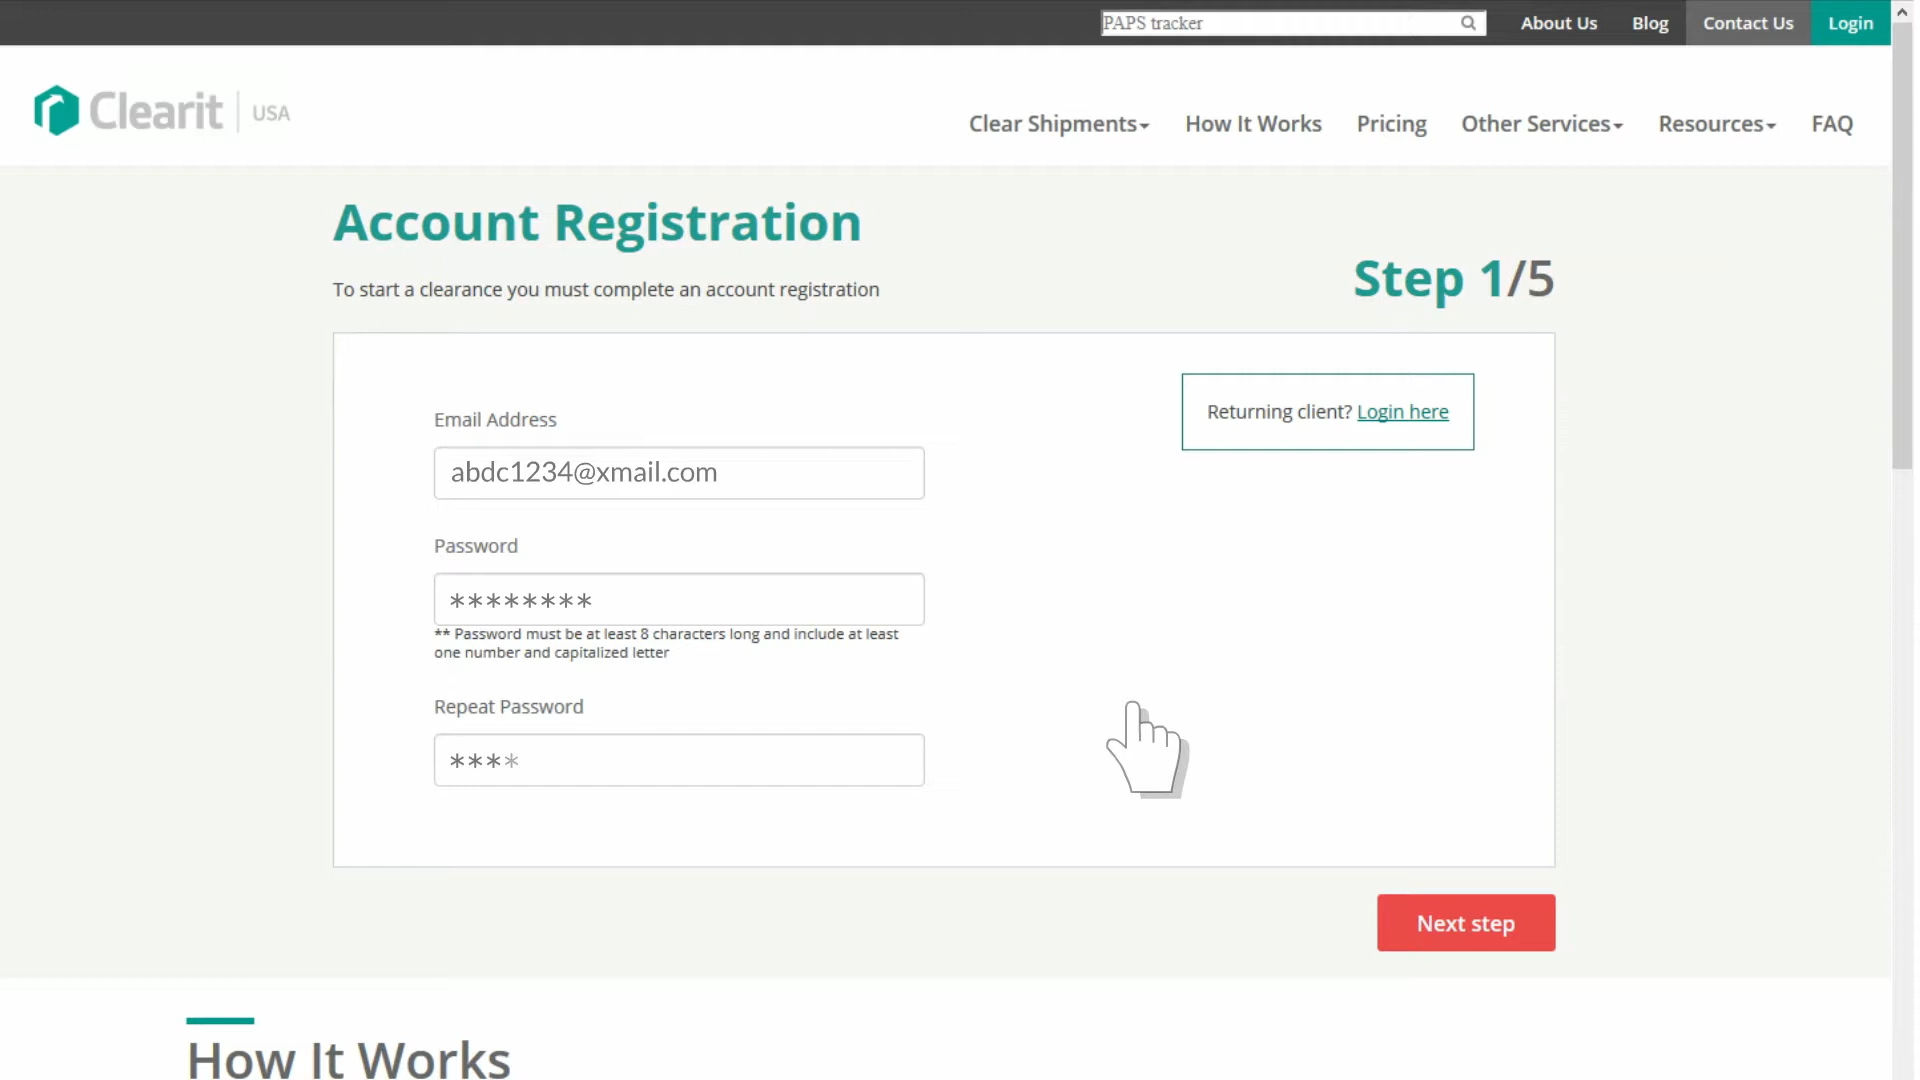 PAPS tracker
About Us
Blog
Contact Us
Login
Clearit
USA
Clear Shipments
How It Works
Pricing
Other Services
Resources
FAQ
Account Registration
Step 1/5
To start a clearance you must complete an account registration
Returning client? Login here
Email Address
abdc1234@xmail.com
Password
********
** Password must be at least 8 characters long and include at least
one number and capitalized letter
Repeat Password
****
Next step
How It Works